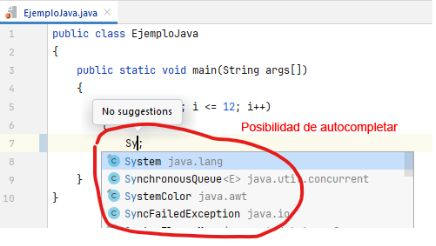 EjemploJava.java
1 public class EjemploJava
2 {
3 public static void main(String args[])
4 {
5 ; i <= 12; i++)
6
No suggestions
Posibilidad de autocompletar
7 Sy;
System java.lang
SynchronousQueue<E> java.util.concurrent
SystemColor java.awt
SyncFailedException java.io
8
9 }
10 }